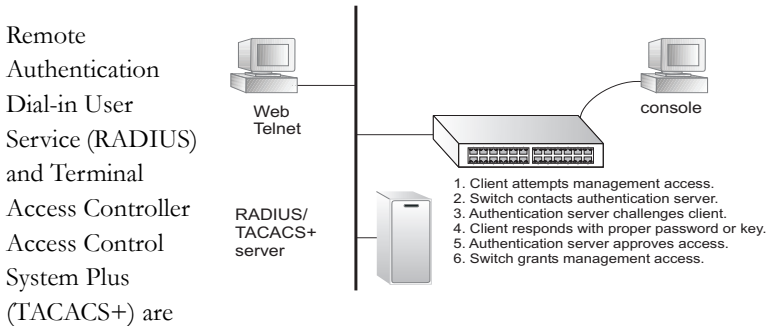 Remote
Authentication
Dial-in User
Service (RADIUS)
and Terminal
Access Controller
Access Control
System Plus
(TACACS+) are
Web
Telnet
console
RADIUS/
TACACS+
server
1. Client attempts management access.
2. Switch contacts authentication server.
3. Authentication server challenges client.
4. Client responds with proper password or key.
5. Authentication server approves access.
6. Switch grants management access.